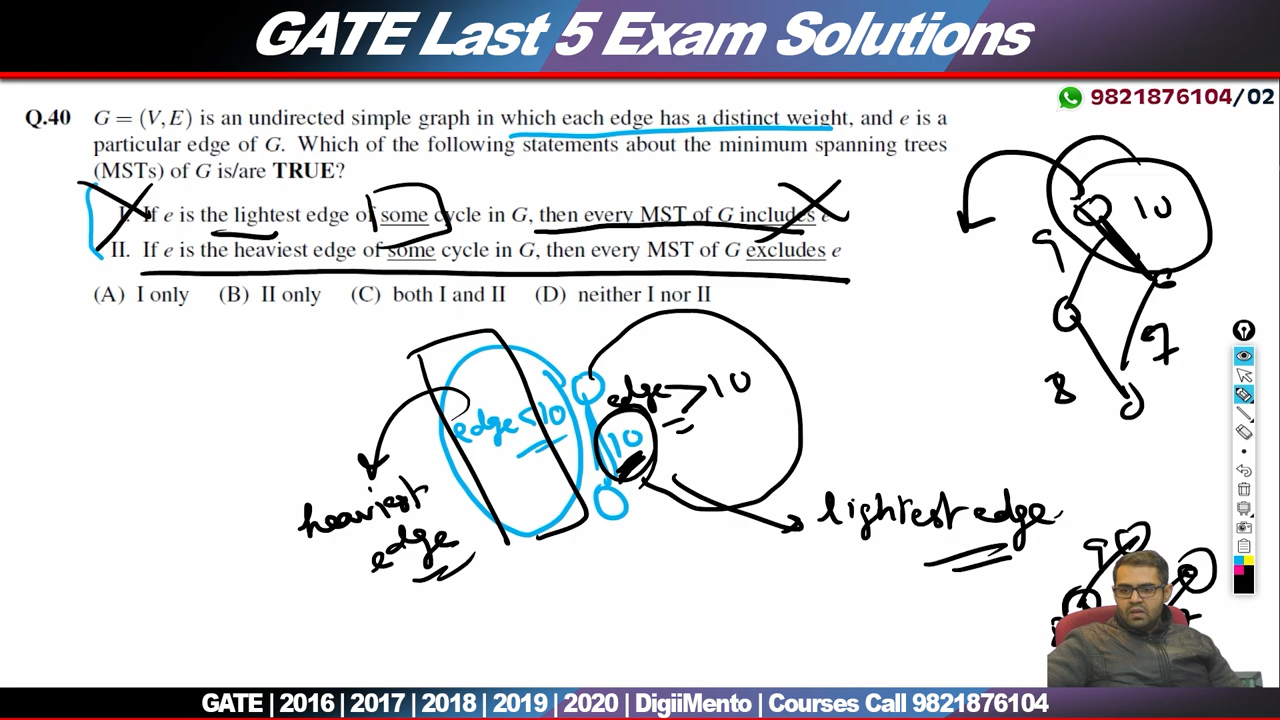 GATE Last 5 Exam Solutions
9821876104/02
Q.40 G = (V, E) is an undirected simple graph in which each edge has a distinct weight, and e is a
particular edge of G. Which of the following statements about the minimum spanning trees
(MSTs) of G is/are TRUE?
I. If e is the lightest edge of some cycle in G, then every MST of G includes e
II. If e is the heaviest edge of some cycle in G, then every MST of G excludes e
(A) I only (B) II only (C) both I and II (D) neither I nor II
10
9
7
8
edge > 10
edge < 10
10
heaviest
edge
lightest edge
9
GATE | 2016 | 2017 | 2018 | 2019 | 2020 | DigiiMento | Courses Call 9821876104